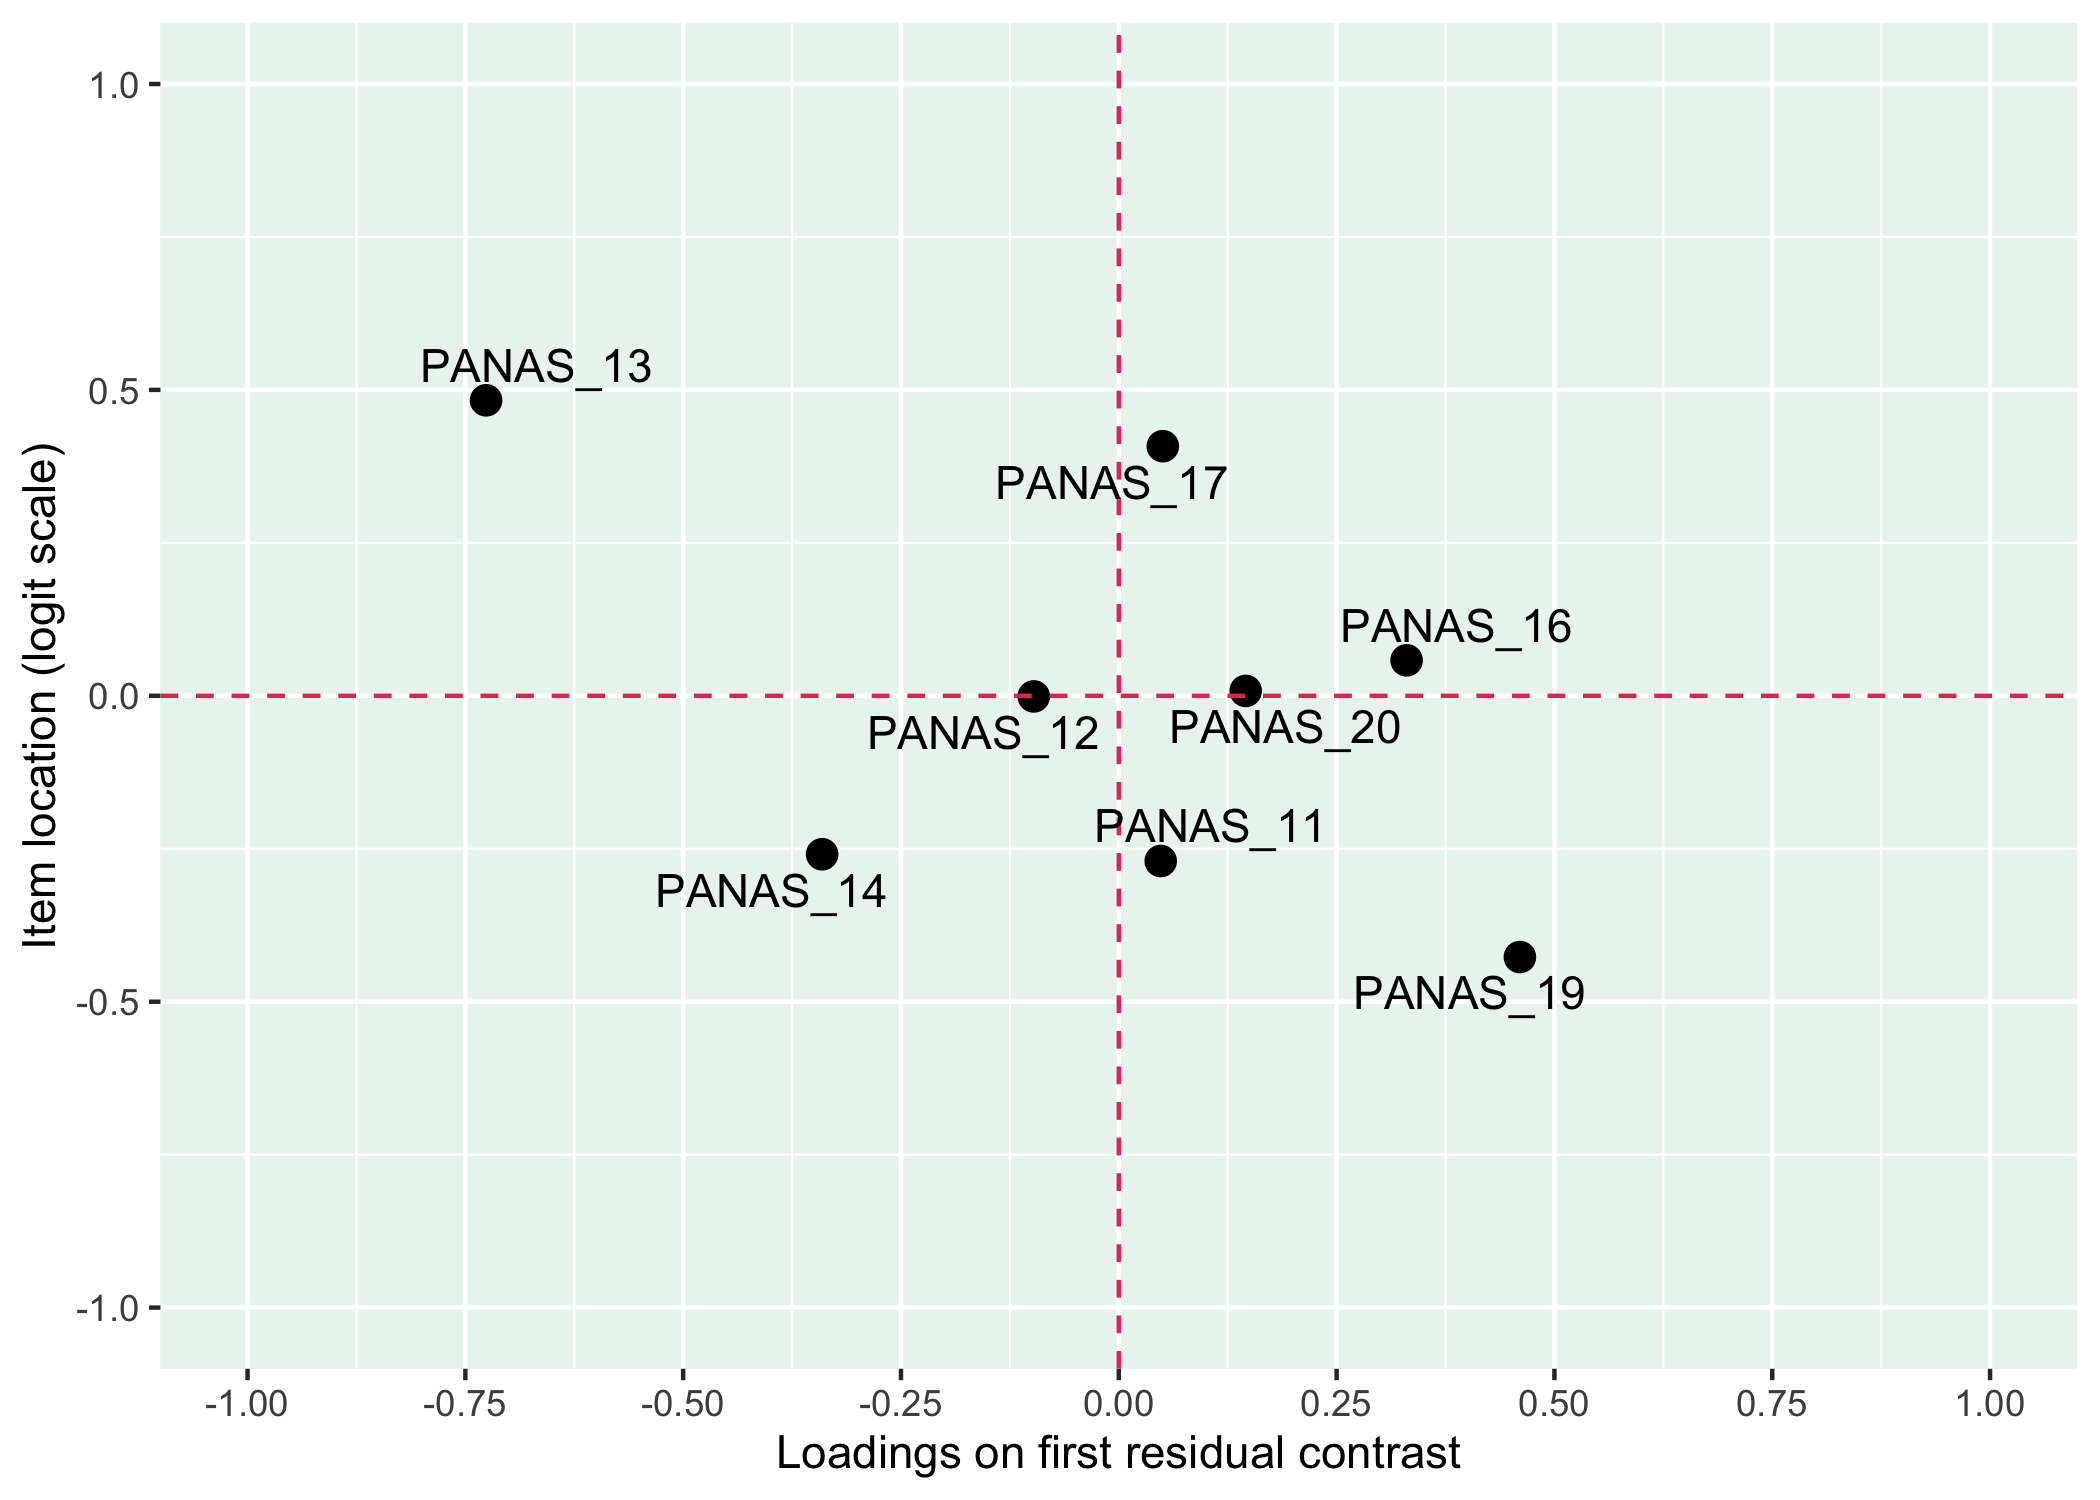 1.0
0.5
0.0
-0.5
-1.0
Item location (logit scale)
PANAS_13
PANAS_17
PANAS_16
PANAS_12
PANAS_20
PANAS_11
PANAS_14
PANAS_19
-1.00 -0.75 -0.50 -0.25 0.00 0.25 0.50 0.75 1.00
Loadings on first residual contrast